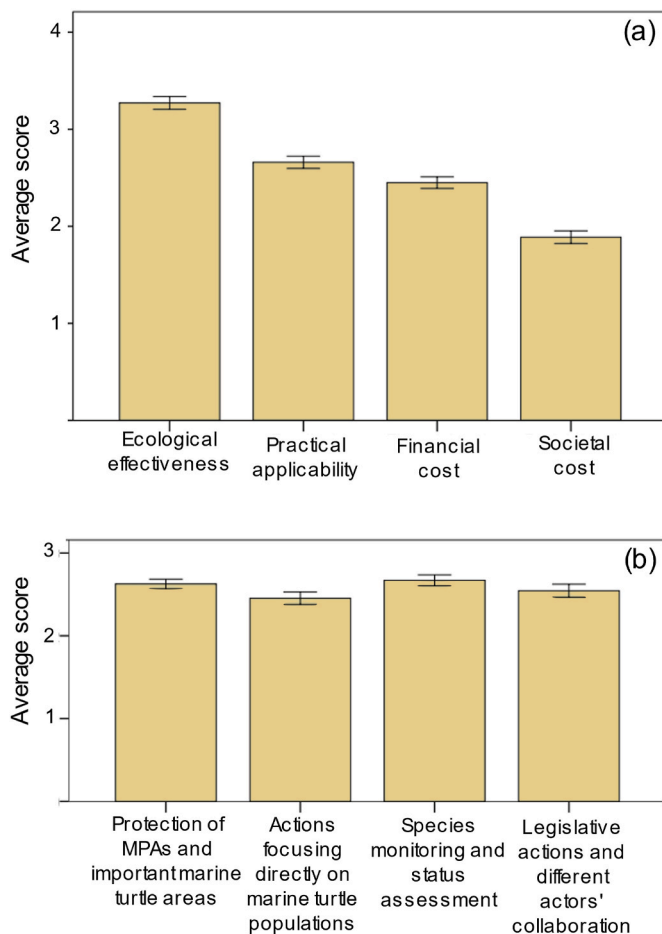 (a)
4
3
2
1
Average score
Ecological
effectiveness
Practical
applicability
Financial
cost
Societal
cost
(b)
3
2
1
Average score
Protection of
MPAs and
important marine
turtle areas
Actions
focusing
directly on
marine turtle
populations
Species
monitoring and
status
assessment
Legislative
actions and
different
actors'
collaboration